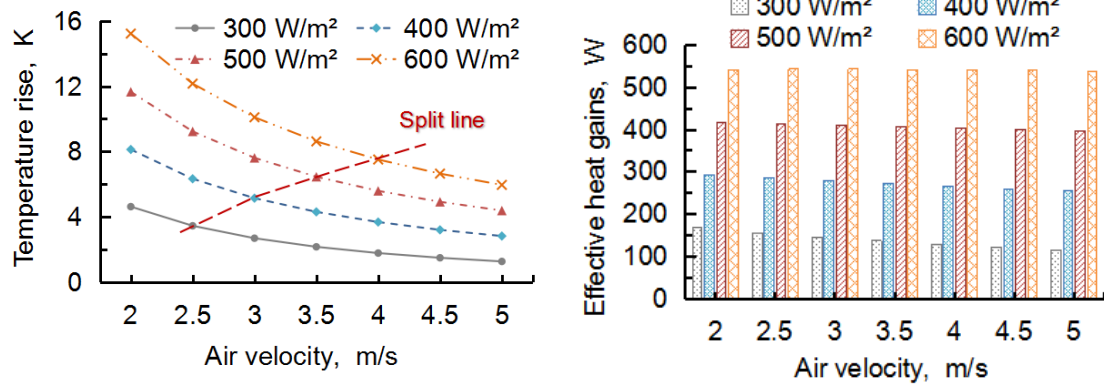 Temperature rise, K
16
12
8
4
0
300 W/m² 400 W/m²
500 W/m² 600 W/m²
Split line
2 2.5 3 3.5 4 4.5 5
Air velocity, m/s
Effective heat gains, W
300 W/m² 400 W/m²
500 W/m² 600 W/m²
600
500
400
300
200
100
0
2 2.5 3 3.5 4 4.5 5
Air velocity, m/s